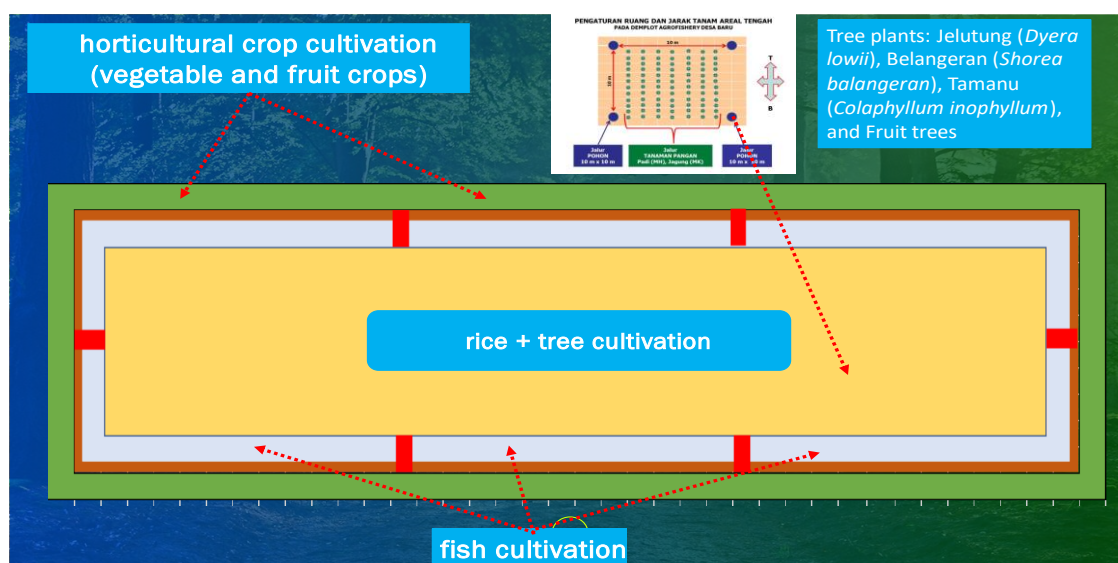 horticultural crop cultivation
(vegetable and fruit crops)
PENGATURAN RUANG DAN JARAK TANAM AREAL TENGAH
PADA DEMPLOT AGROFISHERY DESA BARU
20 m
10 m
T
B
Jalur
POHON
10 m x 10 m
Jalur
TANAMAN PANGAN
Padi (MH), Jagung (MK)
Jalur
POHON
10 m x
m
Tree plants: Jelutung (Dyera
lowii), Belangeran (Shorea
balangeran), Tamanu
(Colaphyllum inophyllum),
and Fruit trees
rice + tree cultivation
fish cultivation